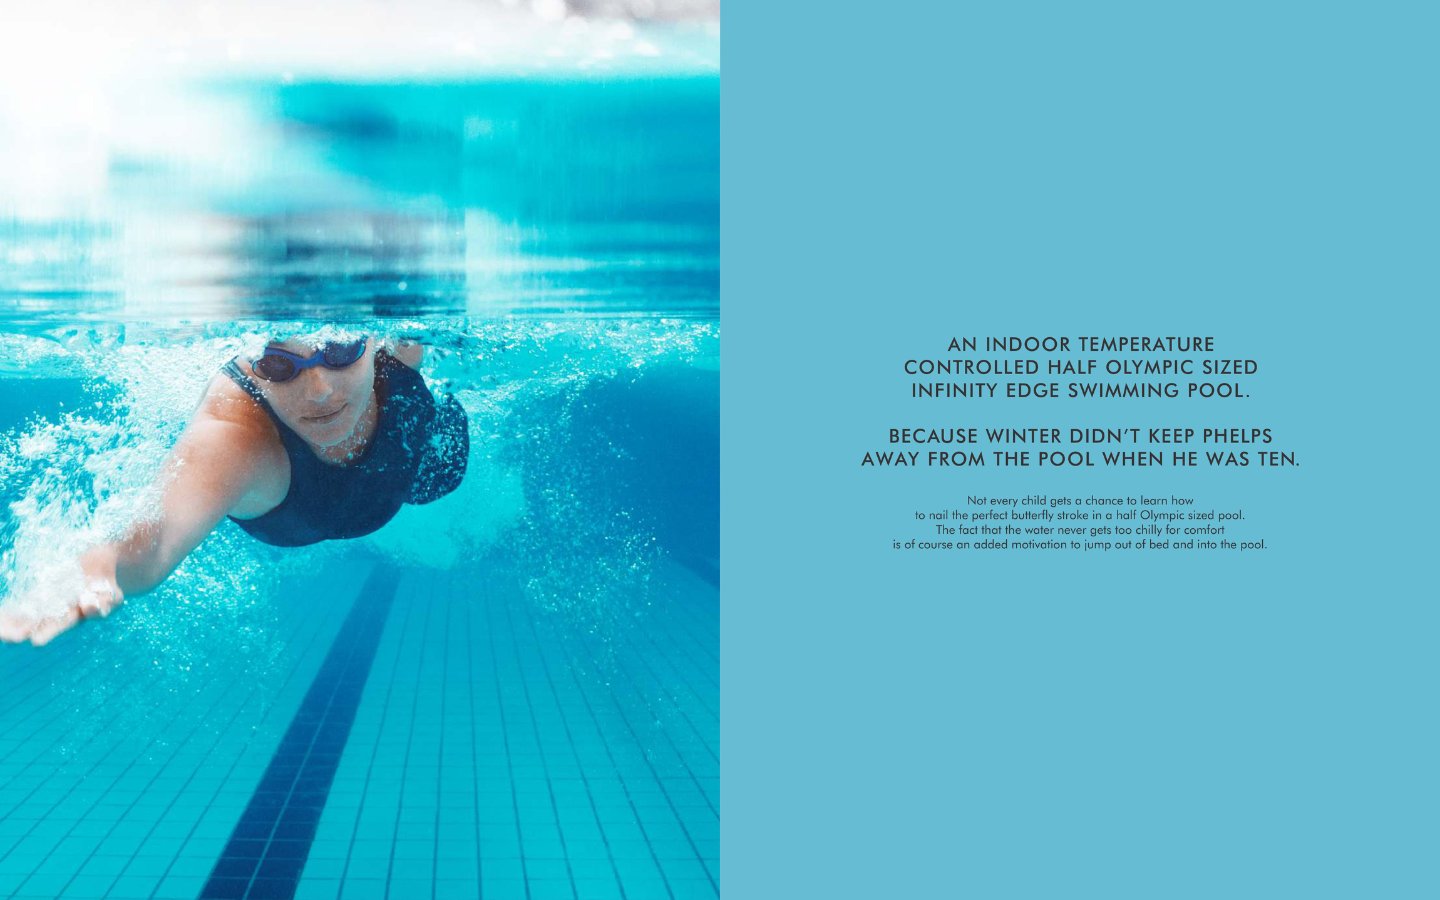 AN INDOOR TEMPERATURE
CONTROLLED HALF OLYMPIC SIZED
INFINITY EDGE SWIMMING POOL.
BECAUSE WINTER DIDN'T KEEP PHELPS
AWAY FROM THE POOL WHEN HE WAS TEN.
Not every child gets a chance to learn how
to nail the perfect butterfly stroke in a half Olympic sized pool.
The fact that the water never gets too chilly for comfort
is of course an added motivation to jump out of bed and into the pool.